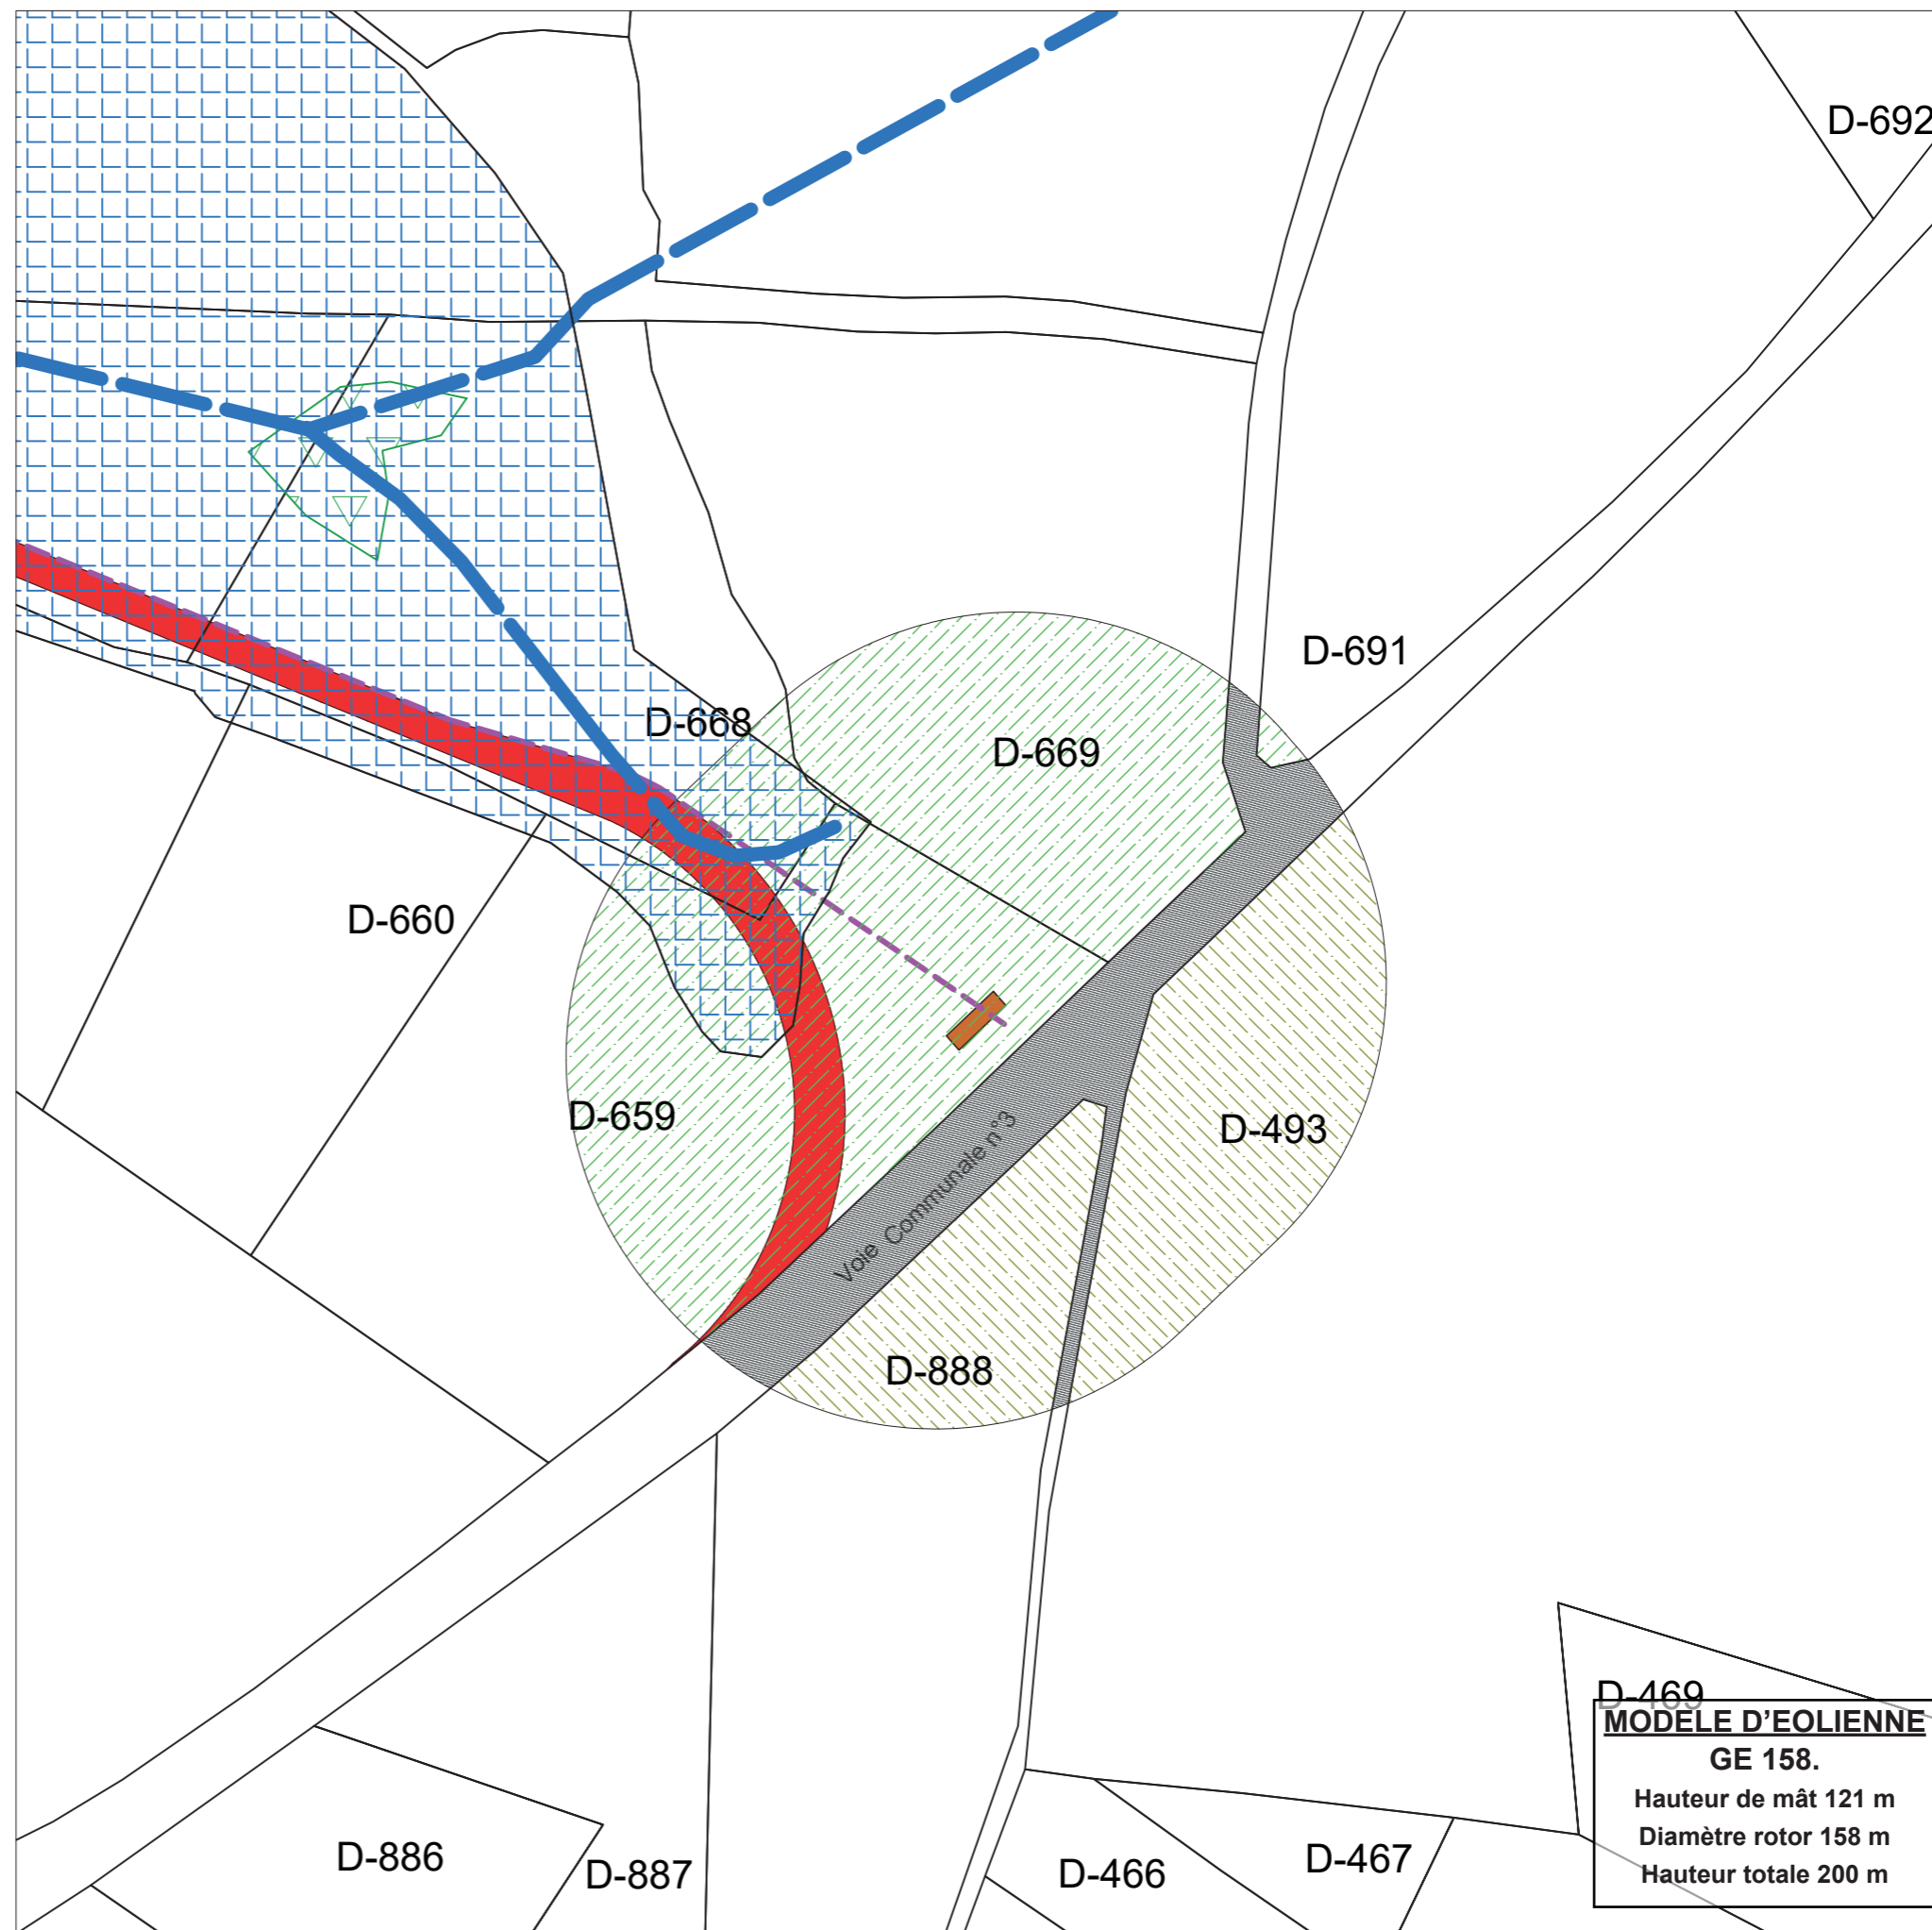 D-692
D-691
D-668
D-669
D-660
D-659
D-493
Voie Communale n°3
D-888
D-469
MODELE D'EOLIENNE
GE 158.
Hauteur de mât 121 m
Diamètre rotor 158 m
Hauteur totale 200 m
D-886
D-887
D-466
D-467